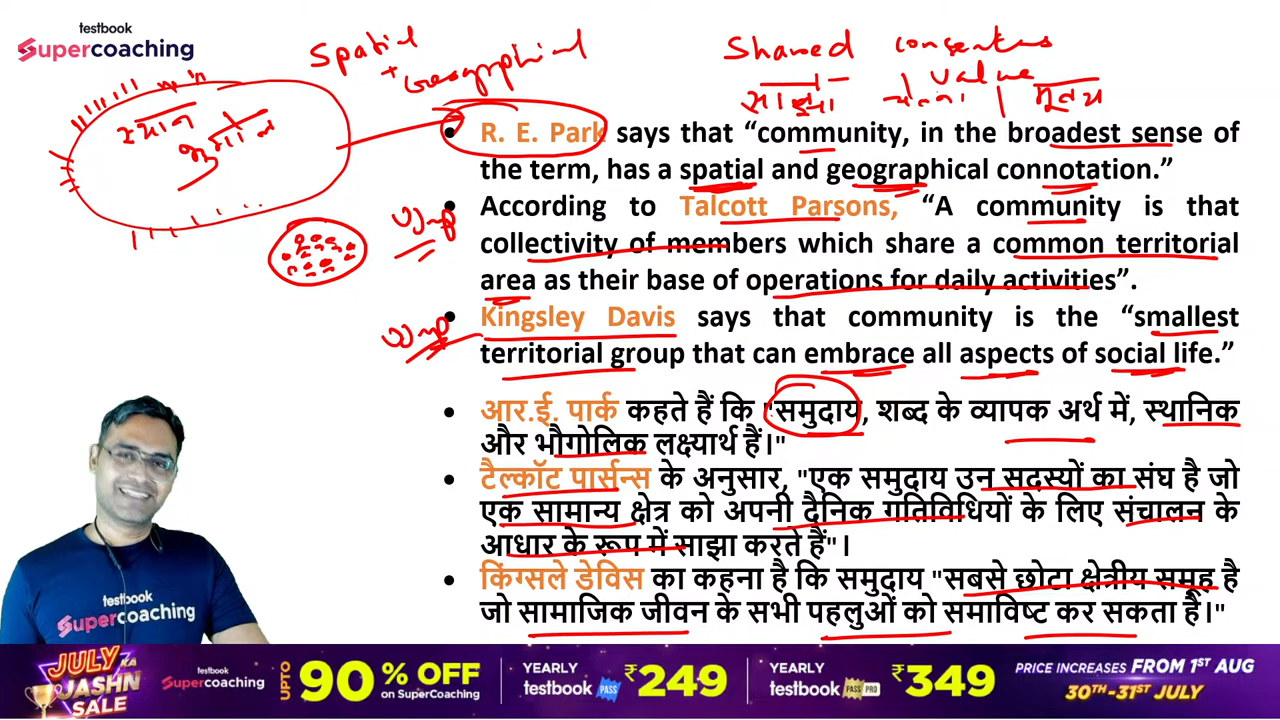 testbook
Supercoaching
Spatial
+ Geographical
Shared
value
स्थान
• R. E. Park says that “community, in the broadest sense of
the term, has a spatial and geographical connotation.”
• According to Talcott Parsons, “A community is that
collectivity of members which share a common territorial
area as their base of operations for daily activities”.
• Kingsley Davis says that community is the “smallest
territorial group that can embrace all aspects of social life.”
• आर.ई. पार्क कहते हैं कि "समुदाय, शब्द के व्यापक अर्थ में, स्थानिक
और भौगोलिक लक्ष्यार्थ हैं।"
• टैल्कॉट पार्सन्स के अनुसार, "एक समुदाय उन सदस्यों का संघ है जो
एक सामान्य क्षेत्र को अपनी दैनिक गतिविधियों के लिए संचालन के
आधार के रूप में साझा करते हैं"।
• किंग्सले डेविस का कहना है कि समुदाय "सबसे छोटा क्षेत्रीय समूह है
जो सामाजिक जीवन के सभी पहलुओं को समाविष्ट कर सकता है।"
testbook
Supercoaching
JULY KA
JASHN
SALE
testbook
Supercoaching
UPTO
90% OFF
on SuperCoaching
YEARLY
testbook PASS
₹249
YEARLY
testbook PASS PRO
₹349
PRICE INCREASES FROM 1ST AUG
30TH-31ST JULY